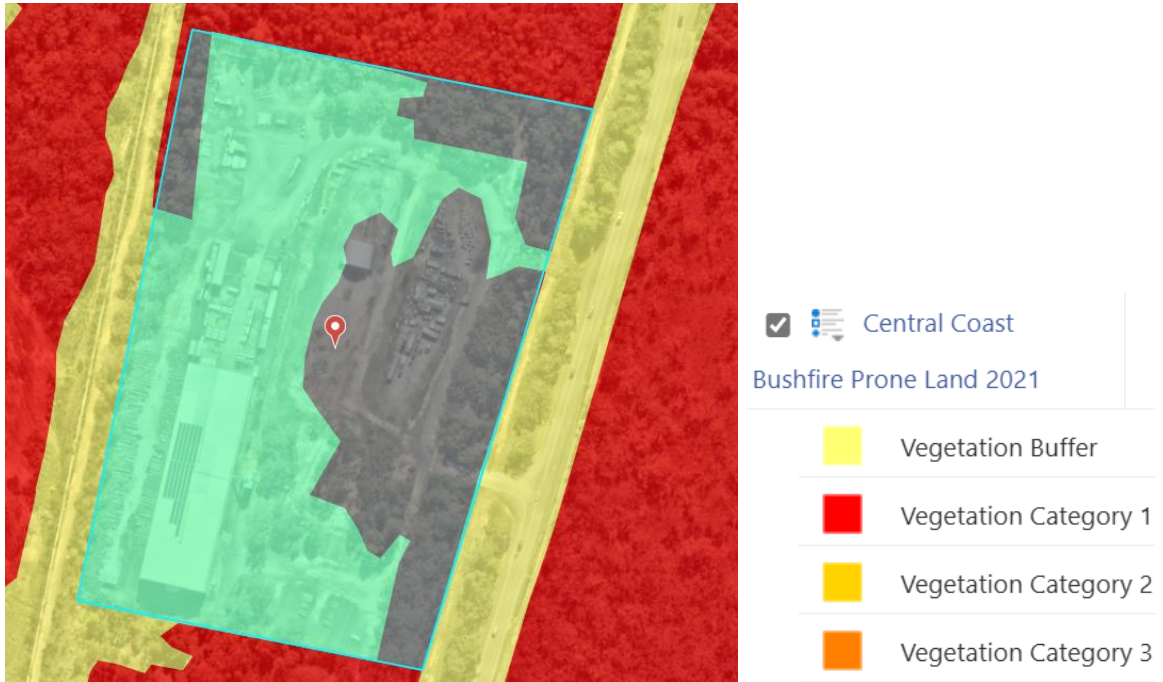 Central Coast
Bushfire Prone Land 2021
Vegetation Buffer
Vegetation Category 1
Vegetation Category 2
Vegetation Category 3